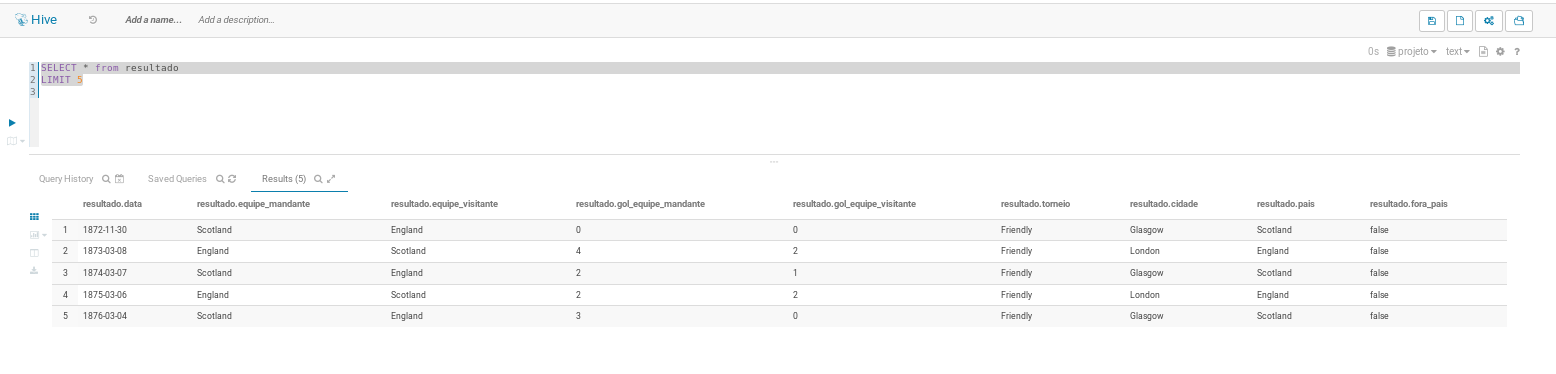 Hive Add a name... Add a description...
0s projeto text ?
1 SELECT * from resultado
2 LIMIT 5
3
...
Query History Saved Queries Results (5)
resultado.data resultado.equipe_mandante resultado.equipe_visitante resultado.gol_equipe_mandante resultado.gol_equipe_visitante resultado.torneio resultado.cidade resultado.pais resultado.fora_pais
1 1872-11-30 Scotland England 0 0 Friendly Glasgow Scotland false
2 1873-03-08 England Scotland 4 2 Friendly London England false
3 1874-03-07 Scotland England 2 1 Friendly Glasgow Scotland false
4 1875-03-06 England Scotland 2 2 Friendly London England false
5 1876-03-04 Scotland England 3 0 Friendly Glasgow Scotland false